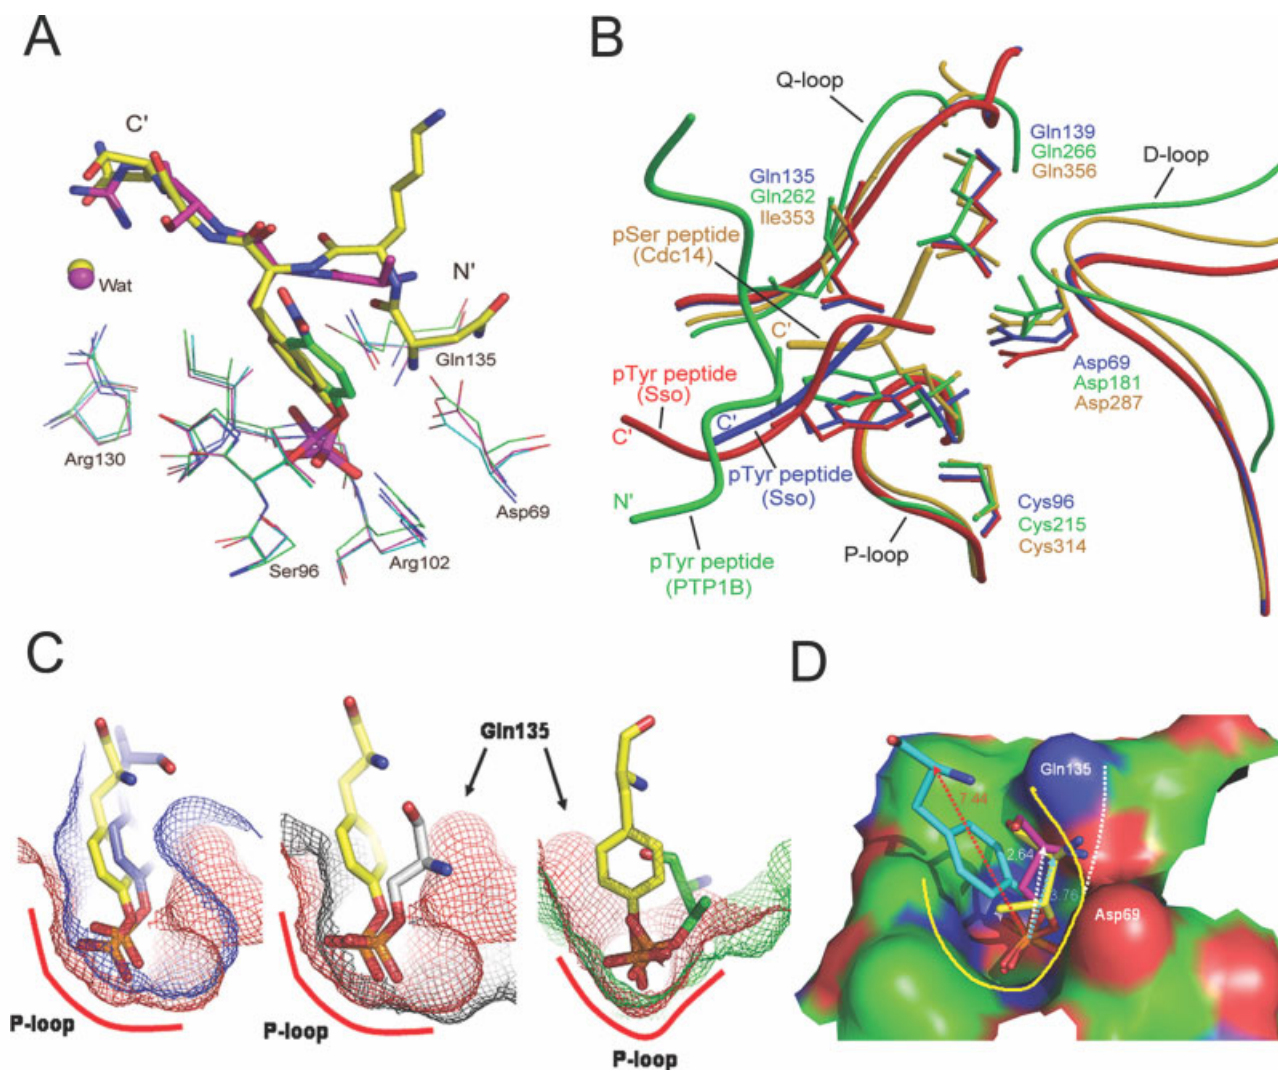 A
C'
Wat
N'
Gln135
Arg130
Asp69
Ser96
Arg102
B
Q-loop
Gln139
Gln266
Gln356
D-loop
Gln135
Gln262
Ile353
pSer peptide
(Cdc14)
C'
pTyr peptide
(Sso)
C'
C'
N'
pTyr peptide
(Sso)
pTyr peptide
(PTP1B)
P-loop
Asp69
Asp181
Asp287
Cys96
Cys215
Cys314
C
Gln135
P-loop
P-loop
P-loop
D
Gln135
7.44
2.64
3.76
Asp69